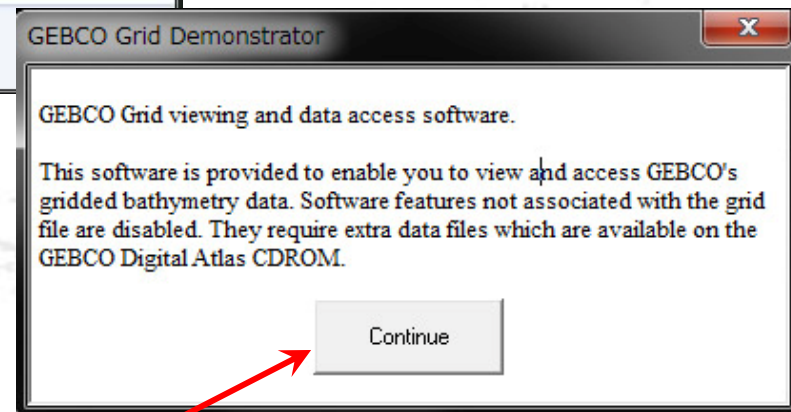 GEBCO Grid Demonstrator
GEBCO Grid viewing and data access software.
This software is provided to enable you to view and access GEBCO's
gridded bathymetry data. Software features not associated with the grid
file are disabled. They require extra data files which are available on the
GEBCO Digital Atlas CDROM.
Continue